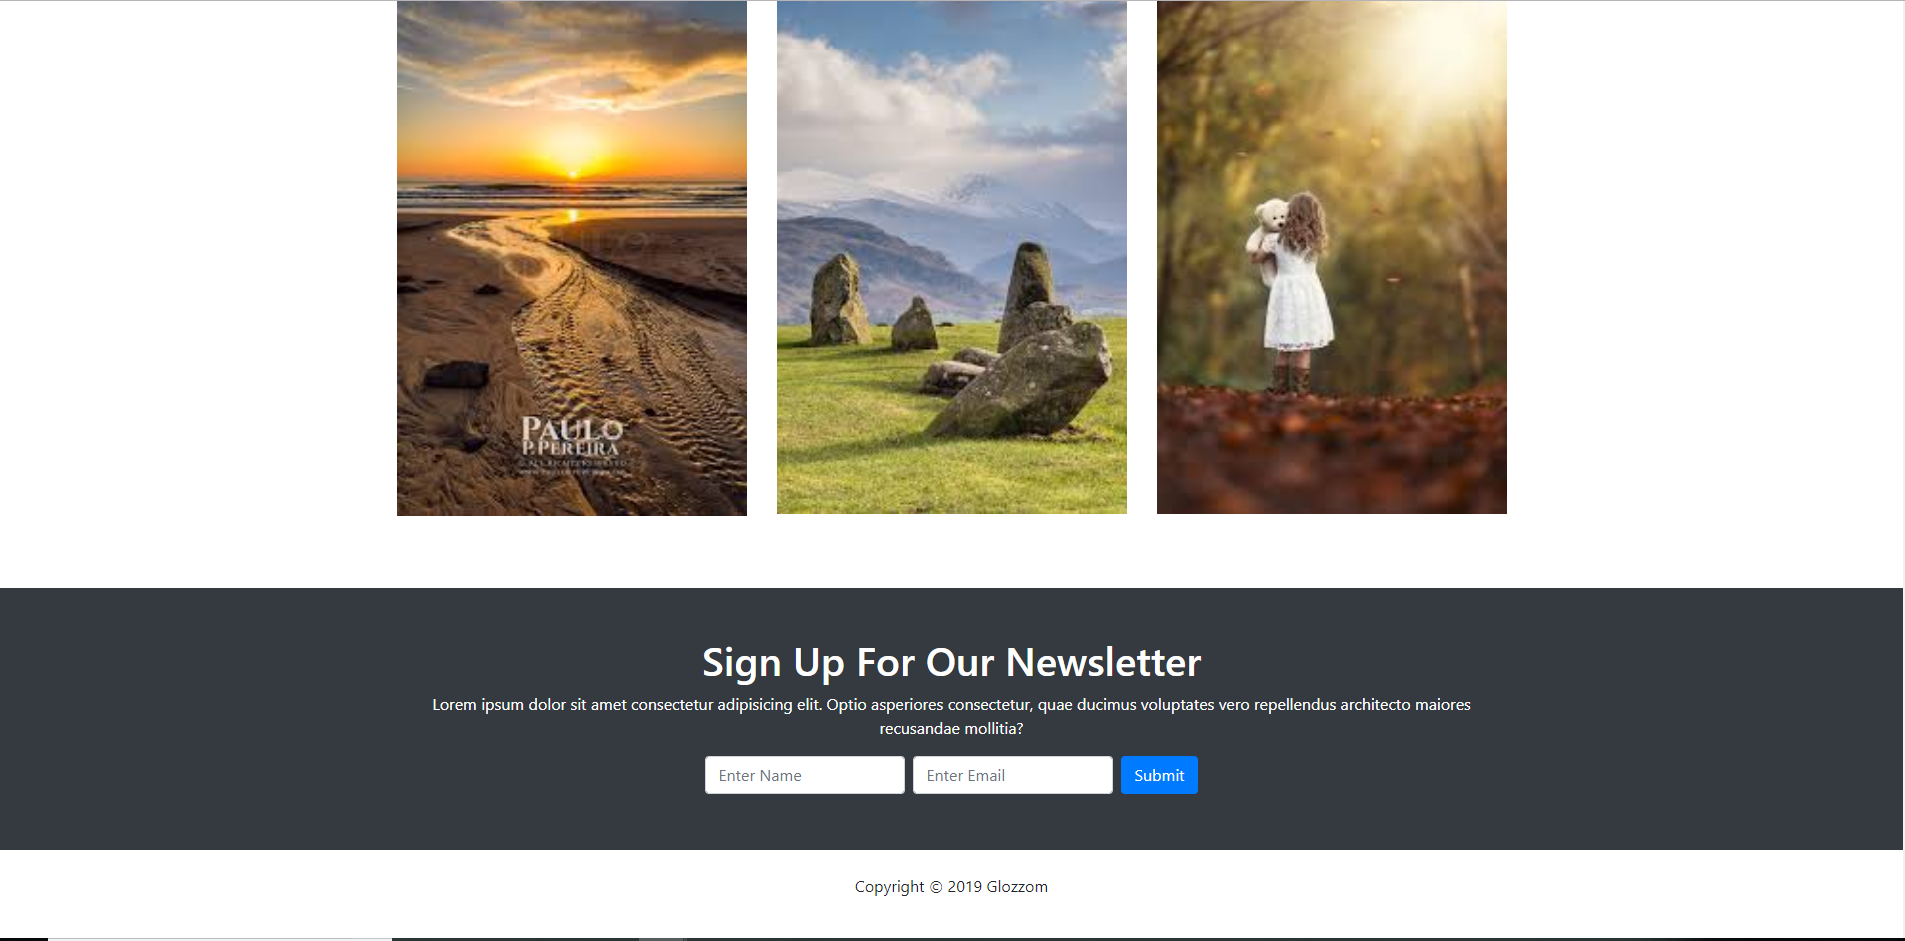 PAULO
P. PEREIRA
Sign Up For Our Newsletter
Lorem ipsum dolor sit amet consectetur adipisicing elit. Optio asperiores consectetur, quae ducimus voluptates vero repellendus architecto maiores
recusandae mollitia?
Enter Name Enter Email Submit
Copyright © 2019 Glozzom